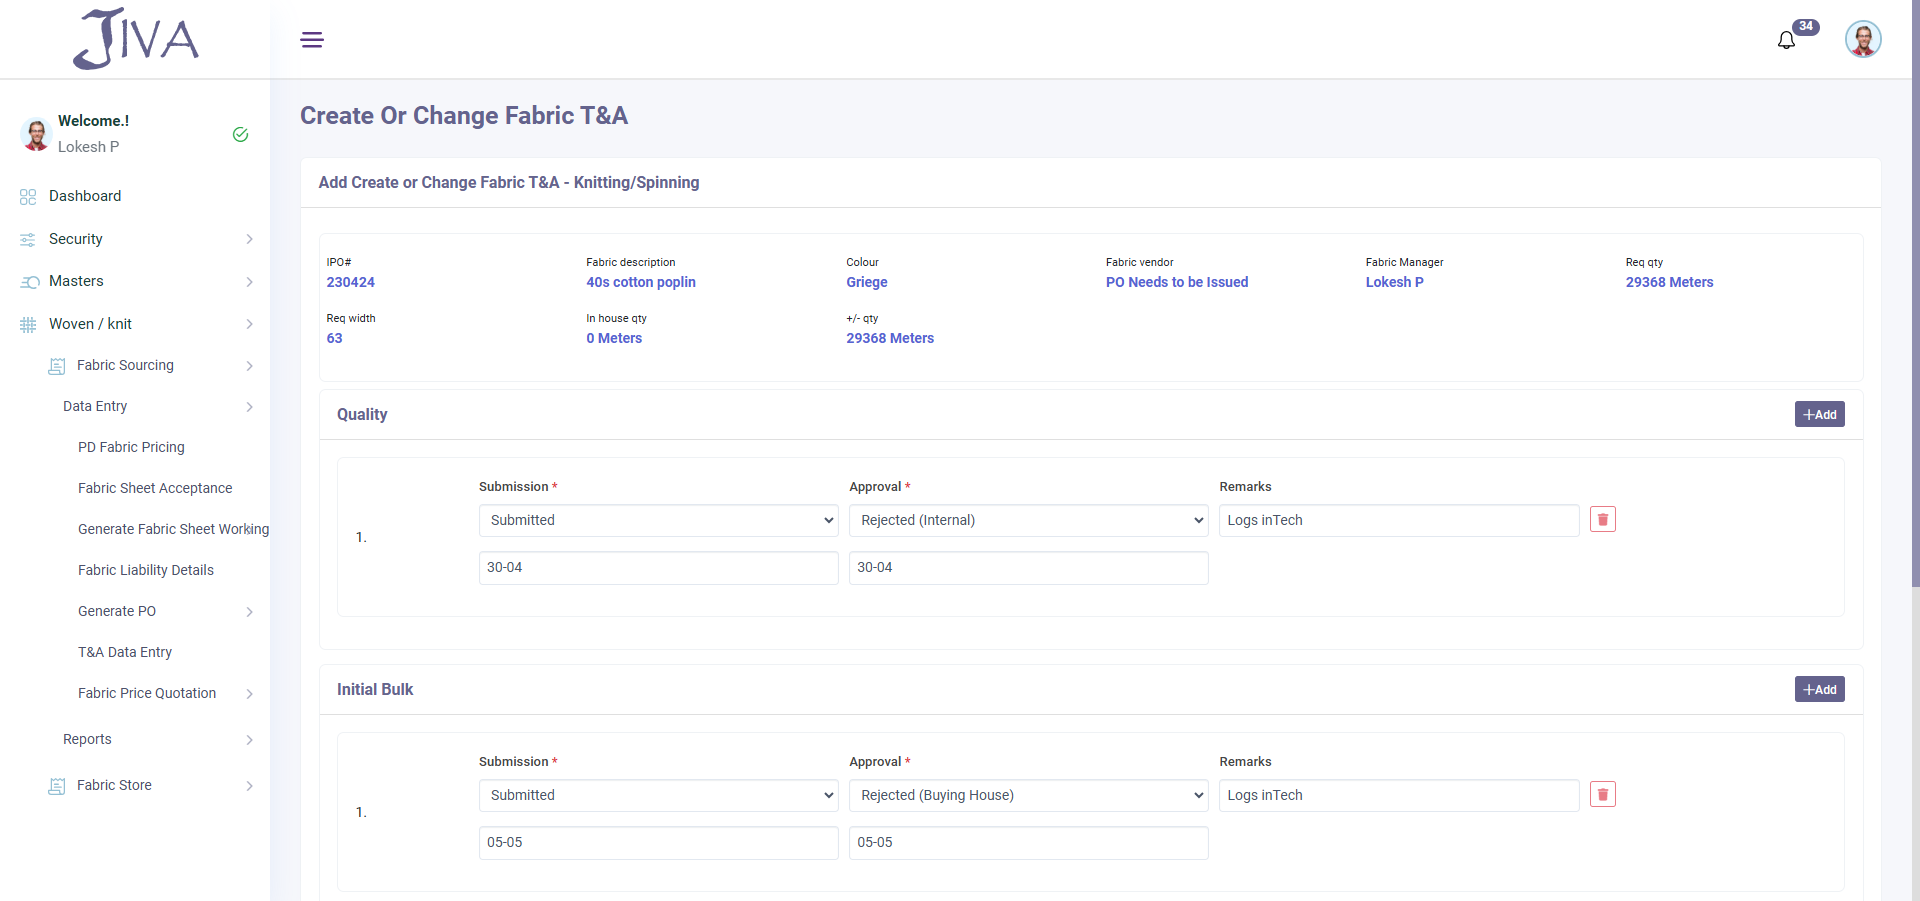 JIVA
34
Welcome.!
Lokesh P
Dashboard
Security
Masters
Woven / knit
Fabric Sourcing
Data Entry
PD Fabric Pricing
Fabric Sheet Acceptance
Generate Fabric Sheet Working
Fabric Liability Details
Generate PO
T&A Data Entry
Fabric Price Quotation
Reports
Fabric Store
Create Or Change Fabric T&A
Add Create or Change Fabric T&A - Knitting/Spinning
IPO# Fabric description Colour Fabric vendor Fabric Manager Req qty
230424 40s cotton poplin Griege PO Needs to be Issued Lokesh P 29368 Meters
Req width In house qty +/- qty
63 0 Meters 29368 Meters
Quality +Add
Submission * Approval * Remarks
Submitted Rejected (Internal) Logs inTech
1.
30-04 30-04
Initial Bulk +Add
Submission * Approval * Remarks
Submitted Rejected (Buying House) Logs inTech
1.
05-05 05-05